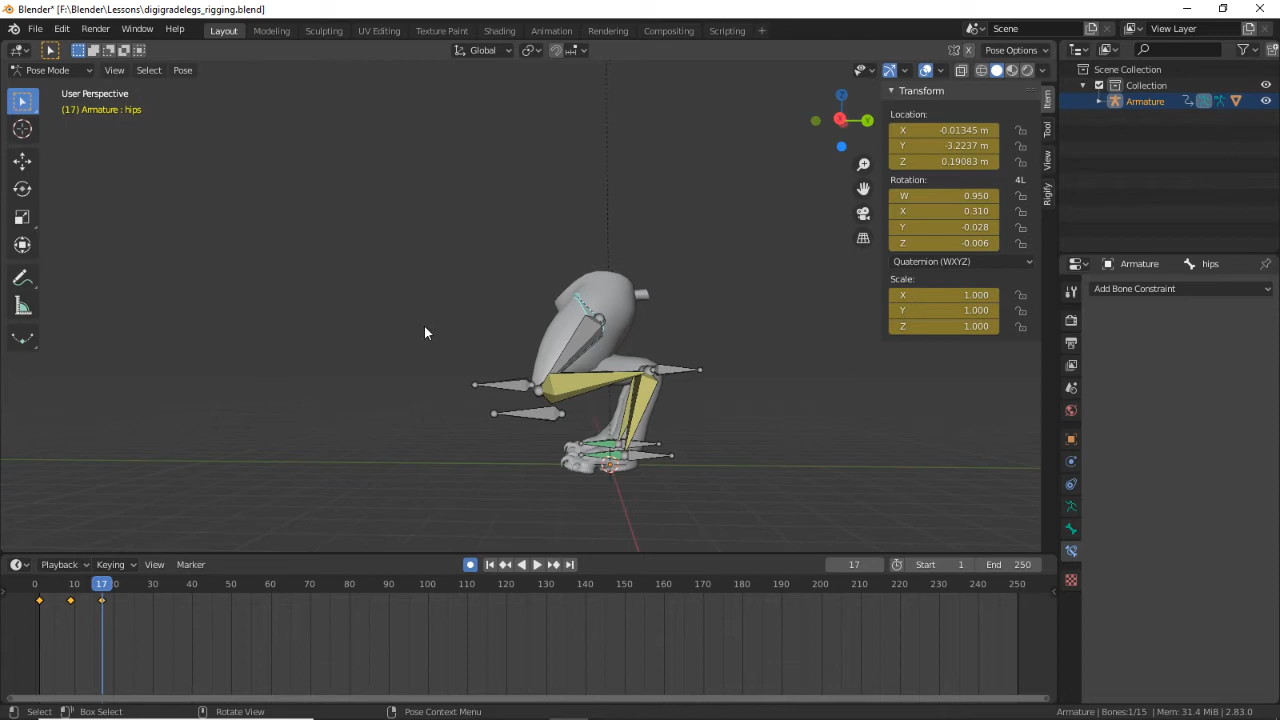 Blender* [F:\Blender\Lessons\digigradelegs_rigging.blend]
File Edit Render Window Help Layout Modeling Sculpting UV Editing Texture Paint Shading Animation Rendering Compositing Scripting + Scene View Layer
Global Pose Options
Pose Mode View Select Pose
User Perspective
(17) Armature : hips
Z
Y
X
Transform
Location:
X -0.01345 m
Y -3.2237 m
Z 0.19083 m
Rotation: 4L
W 0.950
X 0.310
Y -0.028
Z -0.006
Quaternion (WXYZ)
Scale:
X 1.000
Y 1.000
Z 1.000
Item
Tool
View
Rigify
Scene Collection
Collection
Armature
Armature hips
Add Bone Constraint
Playback Keying View Marker 17 Start 1 End 250
0 10 17 20 30 40 50 60 70 80 90 100 110 120 130 140 150 160 170 180 190 200 210 220 230 240 250
Select Box Select Rotate View Pose Context Menu Armature | Bones:1/15 | Mem: 31.4 MiB | 2.83.0